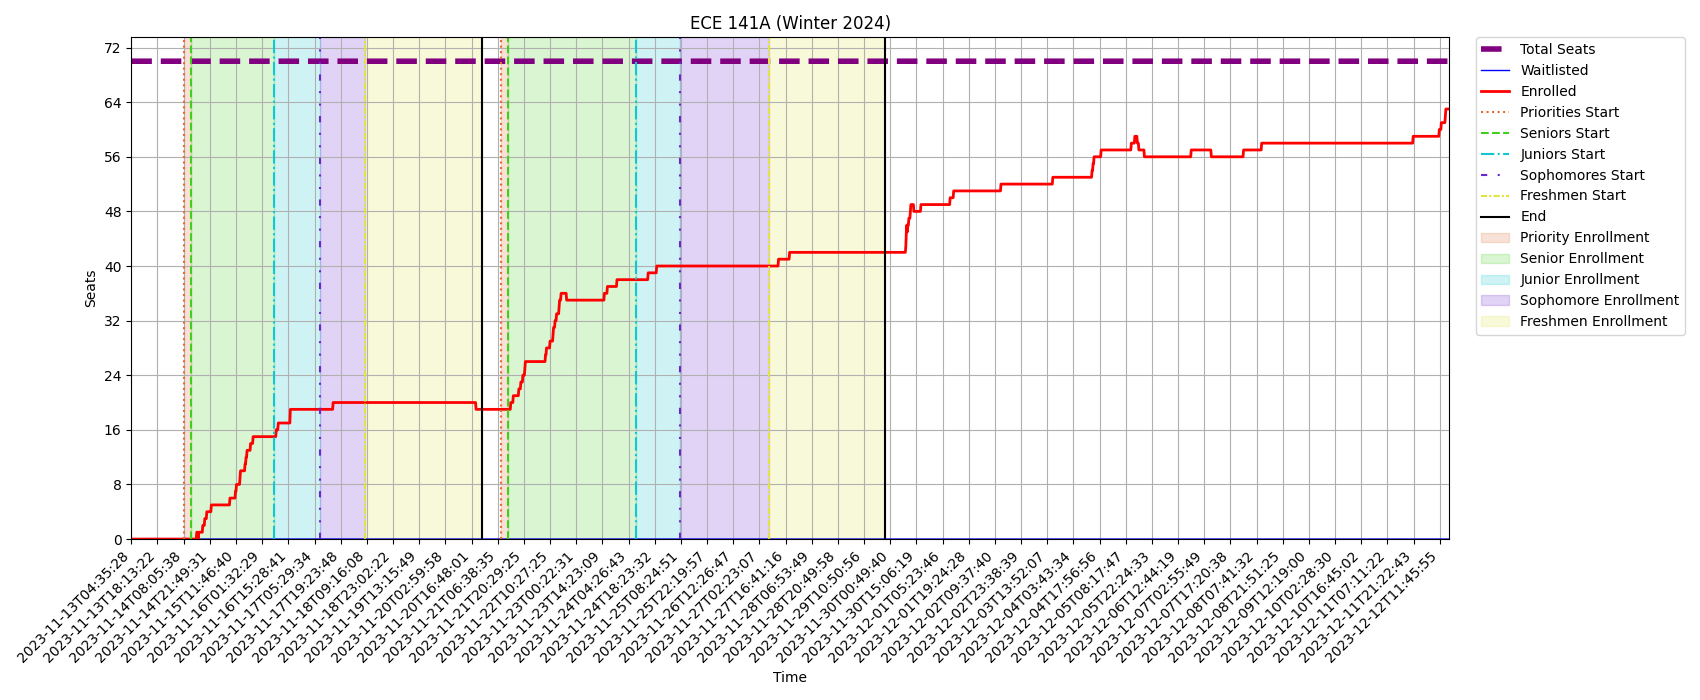 ECE 141A (Winter 2024)
72
64
56
48
40
32
24
16
8
0
Seats
2023-11-13T04:35:28
2023-11-13T18:13:22
2023-11-14T08:05:38
2023-11-14T21:49:31
2023-11-15T11:46:40
2023-11-16T01:32:29
2023-11-16T15:28:41
2023-11-17T05:29:34
2023-11-17T19:23:48
2023-11-18T09:16:08
2023-11-18T23:02:22
2023-11-19T13:15:49
2023-11-20T02:59:58
2023-11-20T16:48:01
2023-11-21T06:38:35
2023-11-21T20:29:25
2023-11-22T10:27:25
2023-11-23T00:22:31
2023-11-23T14:23:09
2023-11-24T04:26:43
2023-11-24T18:23:32
2023-11-25T08:24:51
2023-11-25T22:19:57
2023-11-26T12:26:47
2023-11-27T02:23:07
2023-11-27T16:41:16
2023-11-28T06:53:49
2023-11-28T20:49:58
2023-11-29T10:50:56
2023-11-30T00:49:40
2023-11-30T15:06:19
2023-12-01T05:23:46
2023-12-01T19:24:28
2023-12-02T09:37:40
2023-12-02T23:38:39
2023-12-03T13:52:07
2023-12-04T03:43:34
2023-12-04T17:56:56
2023-12-05T08:17:47
2023-12-05T22:24:33
2023-12-06T12:44:19
2023-12-07T02:55:49
2023-12-07T17:20:38
2023-12-08T07:41:32
2023-12-08T21:51:25
2023-12-09T12:19:00
2023-12-10T02:28:30
2023-12-10T16:45:02
2023-12-11T07:11:22
2023-12-11T21:22:43
2023-12-12T11:45:55
Time
Total Seats
Waitlisted
Enrolled
Priorities Start
Seniors Start
Juniors Start
Sophomores Start
Freshmen Start
End
Priority Enrollment
Senior Enrollment
Junior Enrollment
Sophomore Enrollment
Freshmen Enrollment